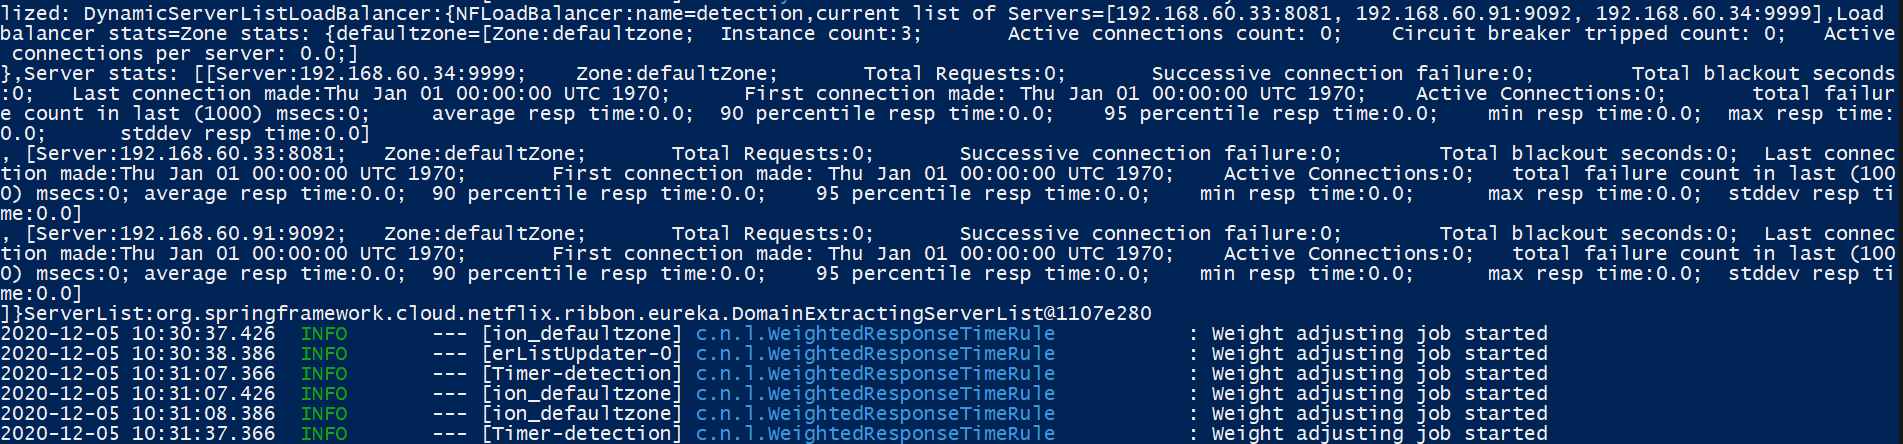 lized: DynamicServerListLoadBalancer:{NFLoadBalancer:name=detection,current list of Servers=[192.168.60.33:8081, 192.168.60.91:9092, 192.168.60.34:9999],Load
balancer stats=Zone stats: {defaultzone=[Zone:defaultzone;  Instance count:3;       Active connections count: 0;    Circuit breaker tripped count: 0;   Active
 connections per server: 0.0;]
},Server stats: [[Server:192.168.60.34:9999;    Zone:defaultZone;       Total Requests:0;       Successive connection failure:0;        Total blackout seconds
:0;   Last connection made:Thu Jan 01 00:00:00 UTC 1970;      First connection made: Thu Jan 01 00:00:00 UTC 1970;    Active Connections:0;       total failur
e count in last (1000) msecs:0;     average resp time:0.0;  90 percentile resp time:0.0;    95 percentile resp time:0.0;    min resp time:0.0;  max resp time:
0.0;      stddev resp time:0.0]
, [Server:192.168.60.33:8081;   Zone:defaultZone;       Total Requests:0;       Successive connection failure:0;        Total blackout seconds:0;  Last connec
tion made:Thu Jan 01 00:00:00 UTC 1970;       First connection made: Thu Jan 01 00:00:00 UTC 1970;    Active Connections:0;   total failure count in last (100
0) msecs:0; average resp time:0.0;  90 percentile resp time:0.0;    95 percentile resp time:0.0;    min resp time:0.0;      max resp time:0.0;  stddev resp ti
me:0.0]
, [Server:192.168.60.91:9092;   Zone:defaultZone;       Total Requests:0;       Successive connection failure:0;        Total blackout seconds:0;  Last connec
tion made:Thu Jan 01 00:00:00 UTC 1970;       First connection made: Thu Jan 01 00:00:00 UTC 1970;    Active Connections:0;   total failure count in last (100
0) msecs:0; average resp time:0.0;  90 percentile resp time:0.0;    95 percentile resp time:0.0;    min resp time:0.0;      max resp time:0.0;  stddev resp ti
me:0.0]
]}ServerList:org.springframework.cloud.netflix.ribbon.eureka.DomainExtractingServerList@1107e280
2020-12-05 10:30:37.426  INFO       --- [ion_defaultzone] c.n.l.WeightedResponseTimeRule           : Weight adjusting job started
2020-12-05 10:30:38.386  INFO       --- [erListUpdater-0] c.n.l.WeightedResponseTimeRule           : Weight adjusting job started
2020-12-05 10:31:07.366  INFO       --- [Timer-detection] c.n.l.WeightedResponseTimeRule           : Weight adjusting job started
2020-12-05 10:31:07.426  INFO       --- [ion_defaultzone] c.n.l.WeightedResponseTimeRule           : Weight adjusting job started
2020-12-05 10:31:08.386  INFO       --- [ion_defaultzone] c.n.l.WeightedResponseTimeRule           : Weight adjusting job started
2020-12-05 10:31:37.366  INFO       --- [Timer-detection] c.n.l.WeightedResponseTimeRule           : Weight adjusting job started